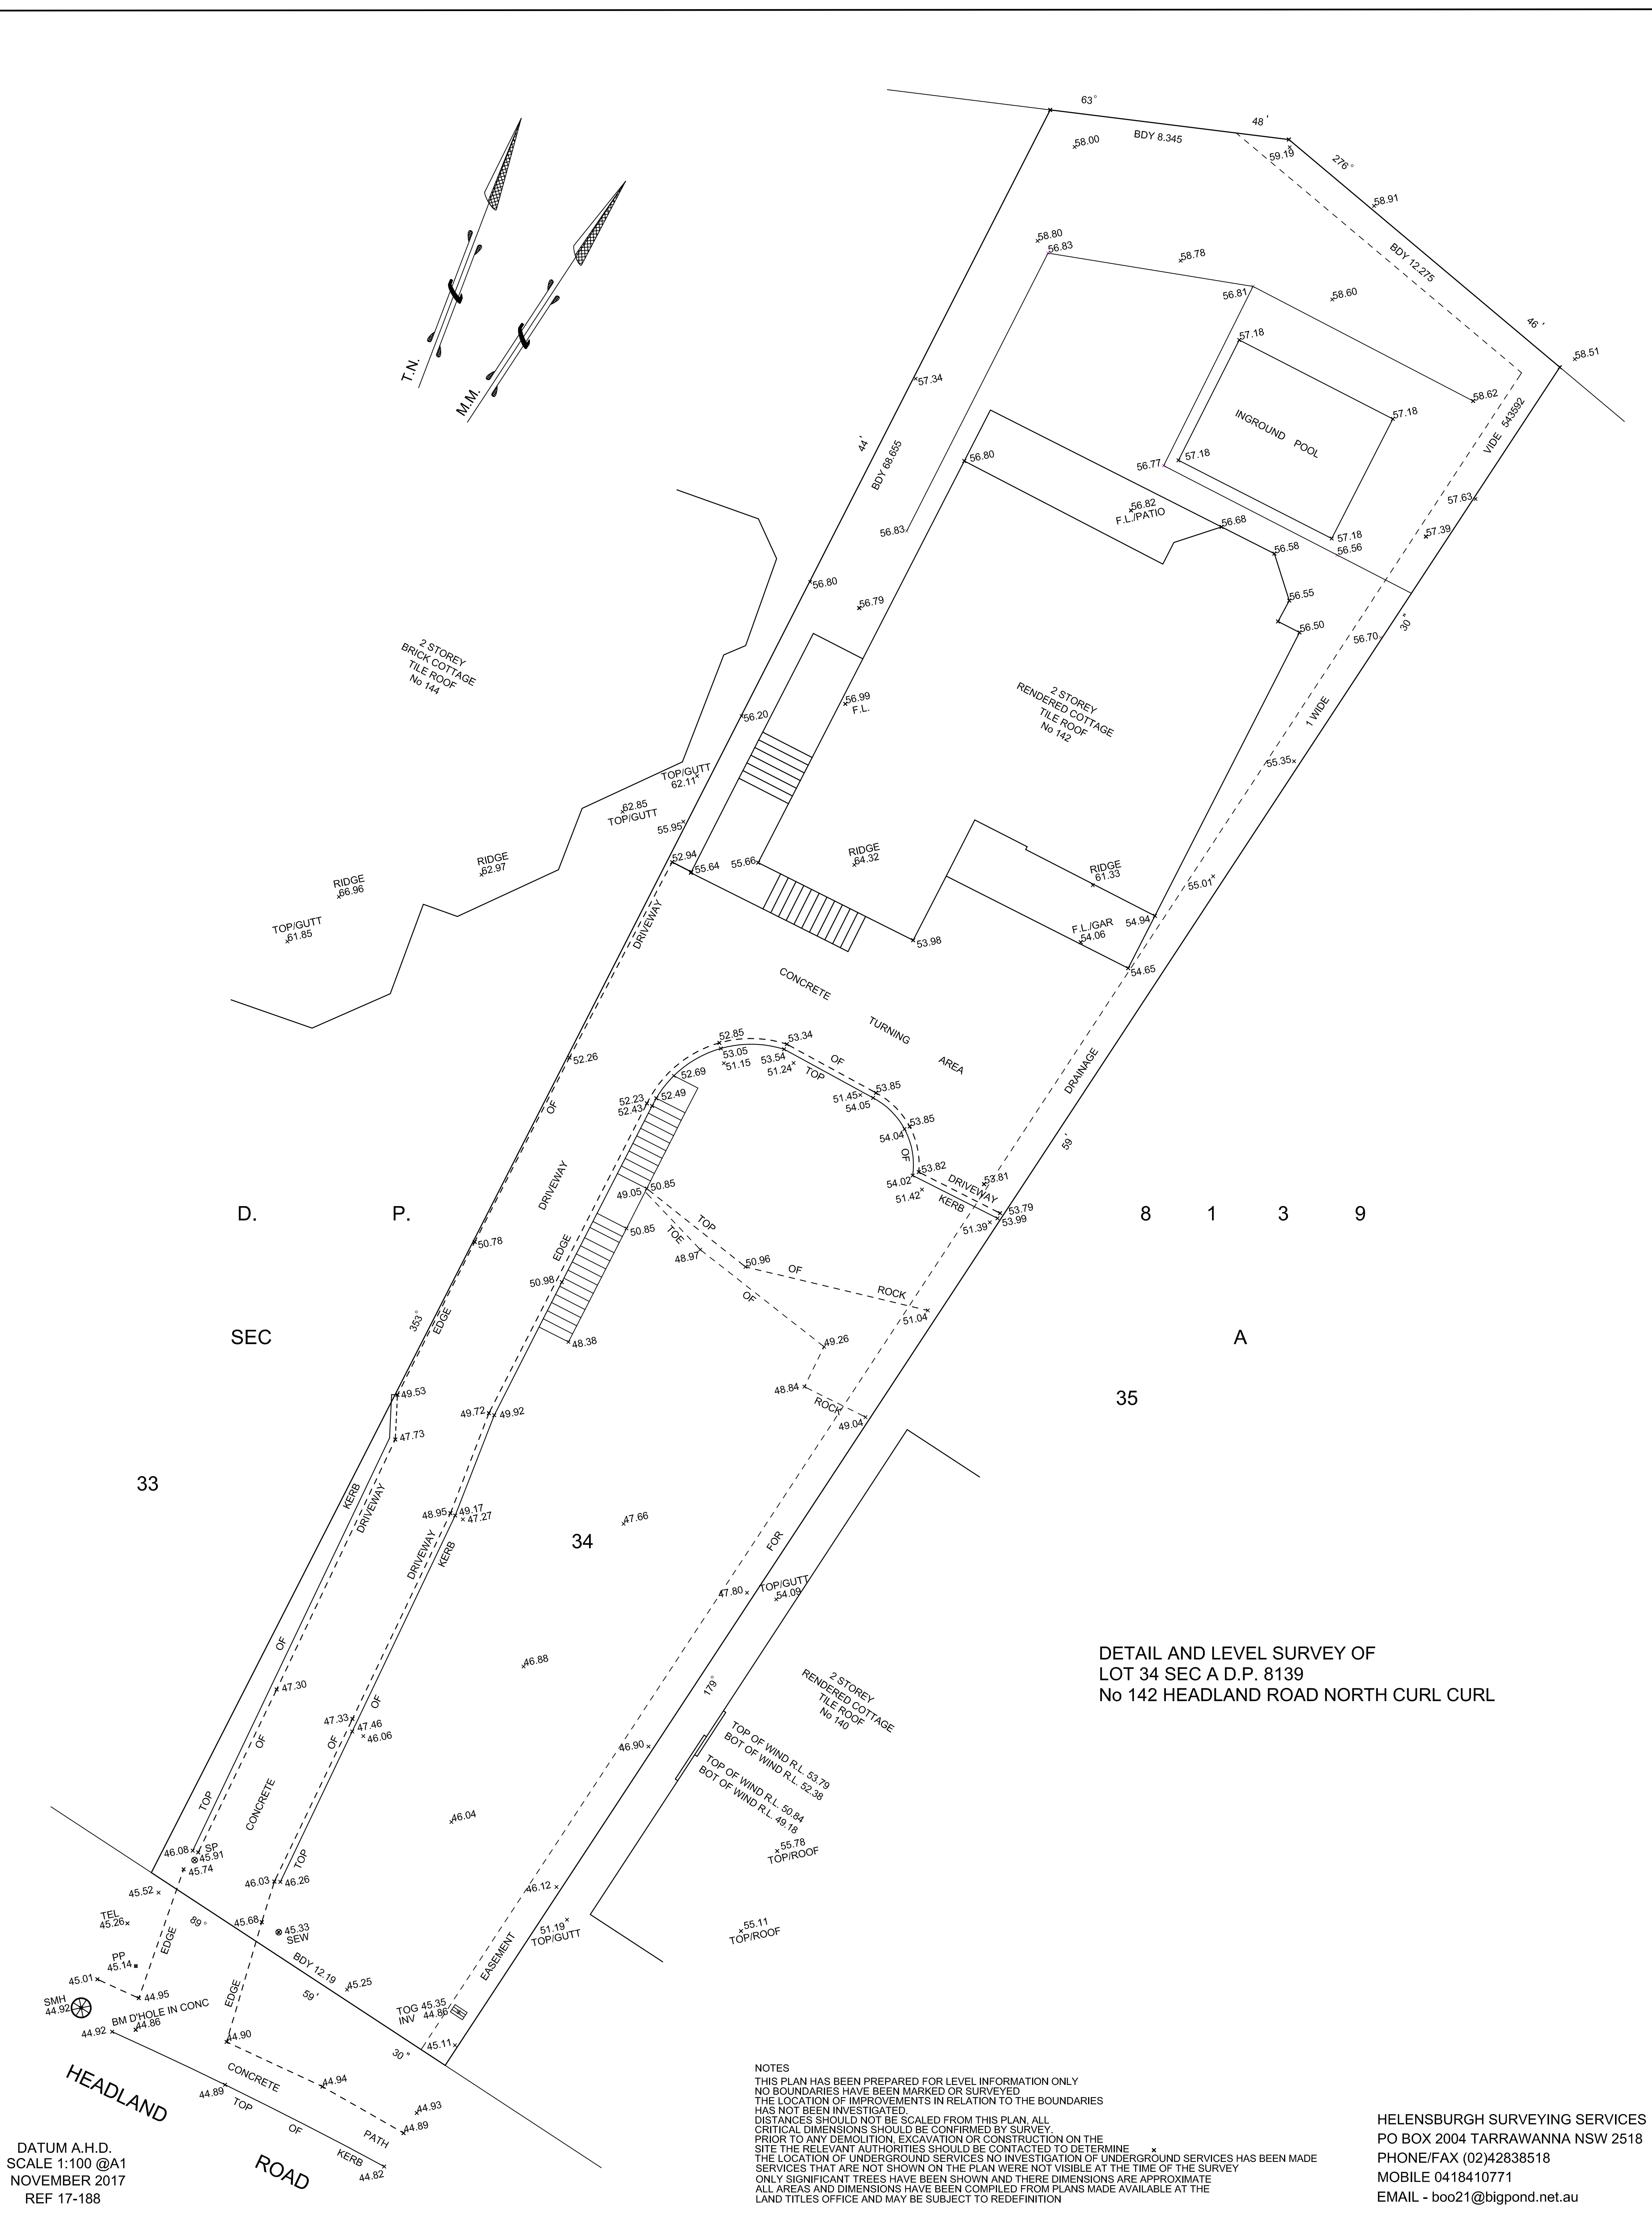 63°
48'
BDY 8.345
58.00
59.19
276°
58.91
BDY 12.275
46'
58.51
T.N.
M.M.
58.80
56.83
58.78
56.81
58.60
57.18
58.62
57.18
INGROUND POOL
VIDE 543592
57.34
44'
BDY 68.655
56.80
56.77
57.18
57.63
56.82
F.L./PATIO
56.68
57.39
56.83
57.18
56.56
56.58
56.80
56.79
56.55
56.50
56.70
30"
2 STOREY
BRICK COTTAGE
TILE ROOF
No 144
56.99
F.L.
2 STOREY
RENDERED COTTAGE
TILE ROOF
No 142
1 WIDE
56.20
55.35
TOP/GUTT
62.11
62.85
TOP/GUTT
55.95
52.94
55.64
55.66
RIDGE
64.32
RIDGE
61.33
55.01
RIDGE
62.97
RIDGE
66.96
TOP/GUTT
61.85
DRIVEWAY
F.L./GAR
54.06
54.94
53.98
54.65
CONCRETE
TURNING
AREA
52.26
52.85
53.05
51.15
53.34
53.54
51.24
OF
TOP
52.69
DRAINAGE
52.23
52.43
52.49
53.85
51.45
54.05
OF
53.85
54.04
OF
59'
53.82
54.02
51.42
DRIVEWAY
KERB
53.81
53.79
53.99
51.39
DRIVEWAY
49.05
50.85
D. P.
8 1 3 9
TOP
TOE
50.85
50.78
EDGE
48.97
50.96
OF
ROCK
50.98
OF
51.04
353°
EDGE
SEC
A
49.26
48.38
49.53
48.84
ROCK
49.04
35
49.72
49.92
47.73
33
KERB
DRIVEWAY
48.95
49.17
47.27
47.66
34
FOR
DRIVEWAY
KERB
47.80
TOP/GUTT
54.09
OF
46.88
179°
47.30
OF
2 STOREY
RENDERED COTTAGE
TILE ROOF
No 140
DETAIL AND LEVEL SURVEY OF
LOT 34 SEC A D.P. 8139
No 142 HEADLAND ROAD NORTH CURL CURL
47.33
47.46
46.06
OF
OF
46.90
TOP OF WIND R.L. 53.79
BOT OF WIND R.L. 52.38
TOP OF WIND R.L. 50.84
BOT OF WIND R.L. 49.18
TOP
CONCRETE
46.04
55.78
TOP/ROOF
46.08
SP
45.91
45.74
TOP
46.03
46.26
46.12
45.52
TEL
45.26
89°
45.68
45.33
SEW
51.19
TOP/GUTT
55.11
TOP/ROOF
EDGE
EASEMENT
PP
45.14
BDY 12.19
45.25
45.01
44.95
59'
EDGE
SMH
44.92
BM D'HOLE IN CONC
44.92
44.86
TOG 45.35
INV 44.86
44.90
45.11
30"
HEADLAND
ROAD
CONCRETE
PATH
44.94
44.89
44.93
44.89
TOP
OF
KERB
44.82
NOTES
THIS PLAN HAS BEEN PREPARED FOR LEVEL INFORMATION ONLY
NO BOUNDARIES HAVE BEEN MARKED OR SURVEYED
THE LOCATION OF IMPROVEMENTS IN RELATION TO THE BOUNDARIES
HAS NOT BEEN INVESTIGATED.
DISTANCES SHOULD NOT BE SCALED FROM THIS PLAN, ALL
CRITICAL DIMENSIONS SHOULD BE CONFIRMED BY SURVEY.
PRIOR TO ANY DEMOLITION, EXCAVATION OR CONSTRUCTION ON THE
SITE THE RELEVANT AUTHORITIES SHOULD BE CONTACTED TO DETERMINE
THE LOCATION OF UNDERGROUND SERVICES NO INVESTIGATION OF UNDERGROUND SERVICES HAS BEEN MADE
SERVICES THAT ARE NOT SHOWN ON THE PLAN WERE NOT VISIBLE AT THE TIME OF THE SURVEY
ONLY SIGNIFICANT TREES HAVE BEEN SHOWN AND THERE DIMENSIONS ARE APPROXIMATE
ALL AREAS AND DIMENSIONS HAVE BEEN COMPILED FROM PLANS MADE AVAILABLE AT THE
LAND TITLES OFFICE AND MAY BE SUBJECT TO REDEFINITION
DATUM A.H.D.
SCALE 1:100 @A1
NOVEMBER 2017
REF 17-188
HELENSBURGH SURVEYING SERVICES
PO BOX 2004 TARRAWANNA NSW 2518
PHONE/FAX (02)42838518
MOBILE 0418410771
EMAIL - boo21@bigpond.net.au